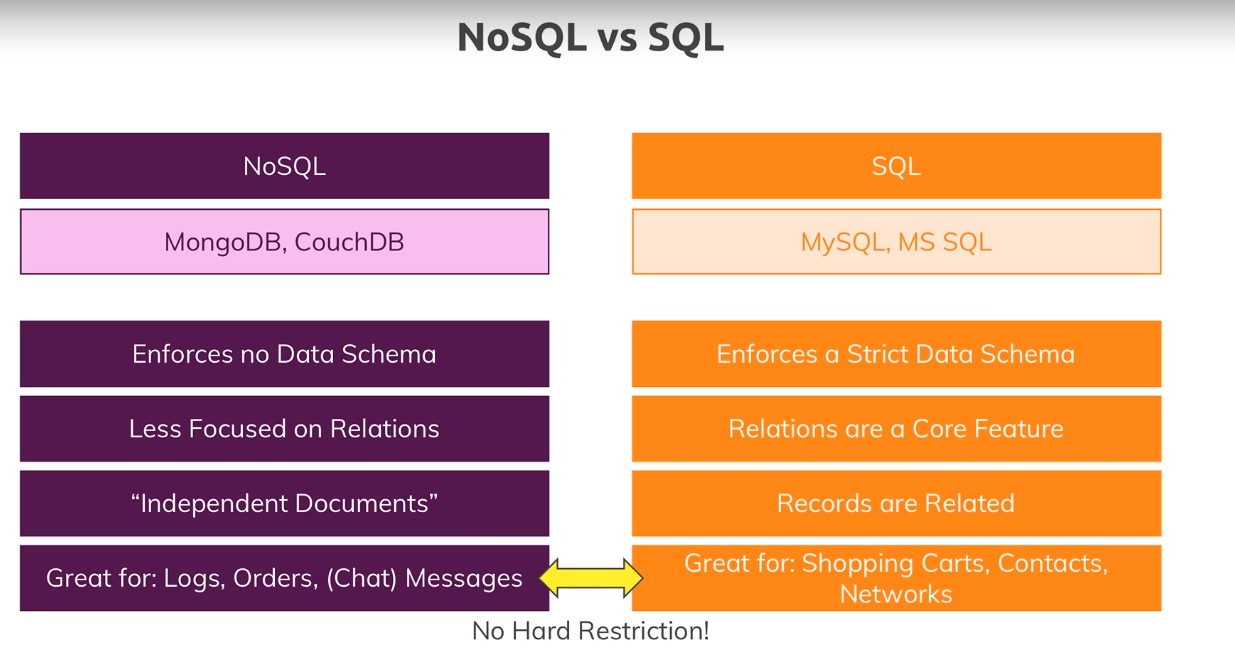 NoSQL vs SQL
NoSQL
SQL
MongoDB, CouchDB
MySQL, MS SQL
Enforces no Data Schema
Enforces a Strict Data Schema
Less Focused on Relations
Relations are a Core Feature
“Independent Documents”
Records are Related
Great for: Logs, Orders, (Chat) Messages
Great for: Shopping Carts, Contacts,
Networks
No Hard Restriction!